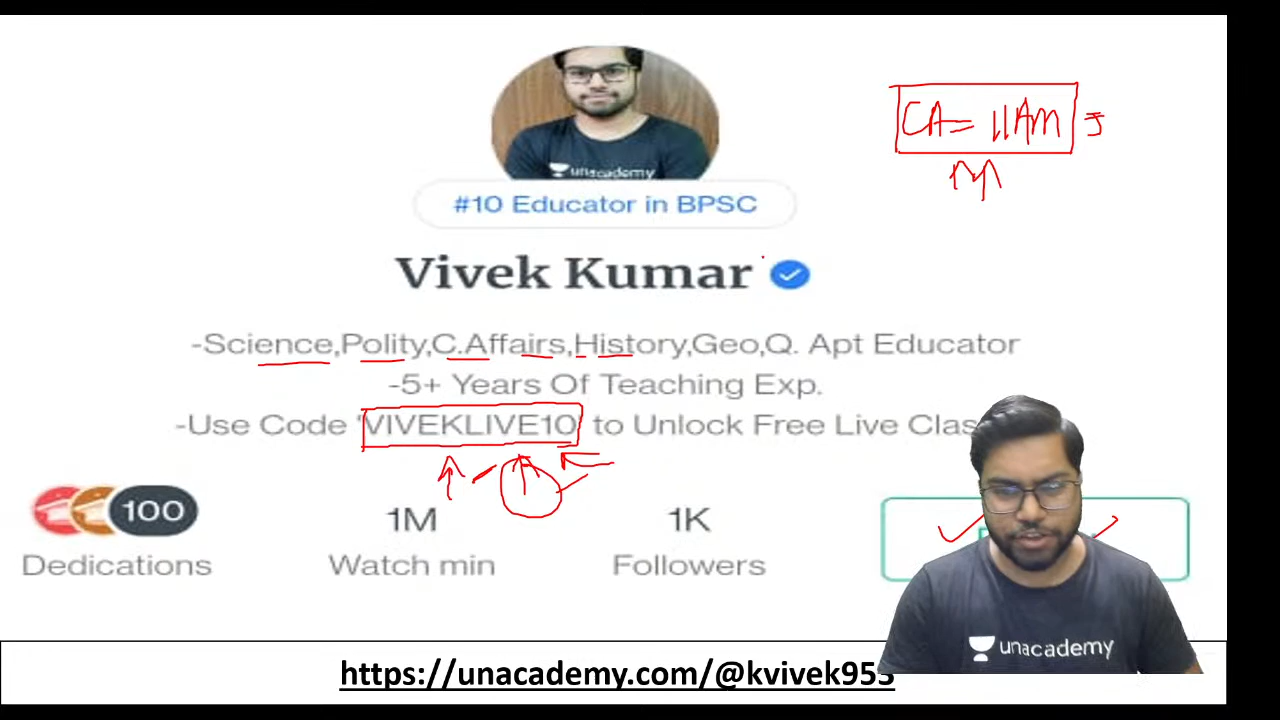 unacademy
CA= 11AM
#10 Educator in BPSC
Vivek Kumar
-Science,Polity,C.Affairs,History,Geo,Q. Apt Educator
-5+ Years Of Teaching Exp.
-Use Code 'VIVEKLIVE10' to Unlock Free Live Clas
100
Dedications
1M
Watch min
1K
Followers
unacademy
https://unacademy.com/@kvivek953